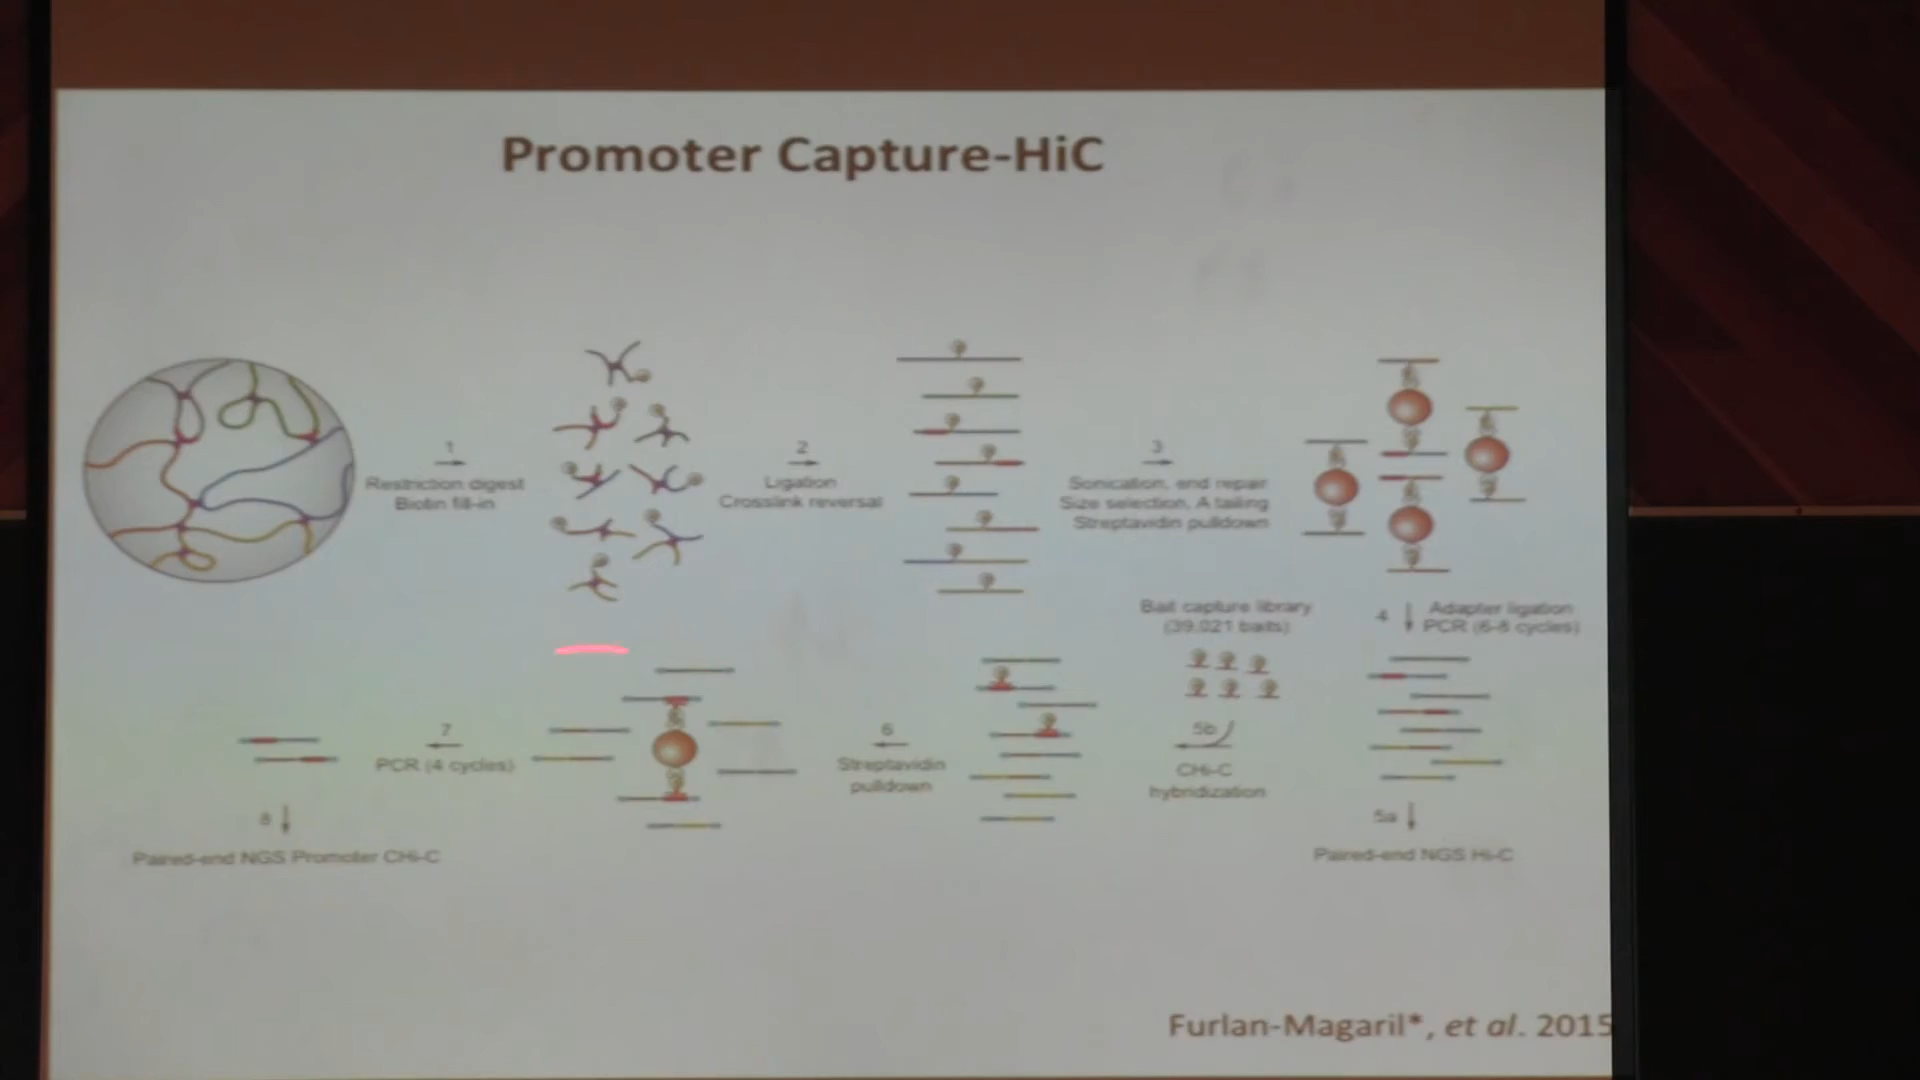 Promoter Capture-HiC
1
Restriction digest
Biotin fill-in
2
Ligation
Crosslink reversal
3
Sonication, end repair
Size selection, A tailing
Streptavidin pulldown
4
Adapter ligation
PCR (6-8 cycles)
Bait capture library
(39,021 baits)
5a
Paired-end NGS Hi-C
5b
CHi-C
hybridization
6
Streptavidin
pulldown
7
PCR (4 cycles)
8
Paired-end NGS Promoter CHi-C
Furlan-Magaril*, et al. 2015